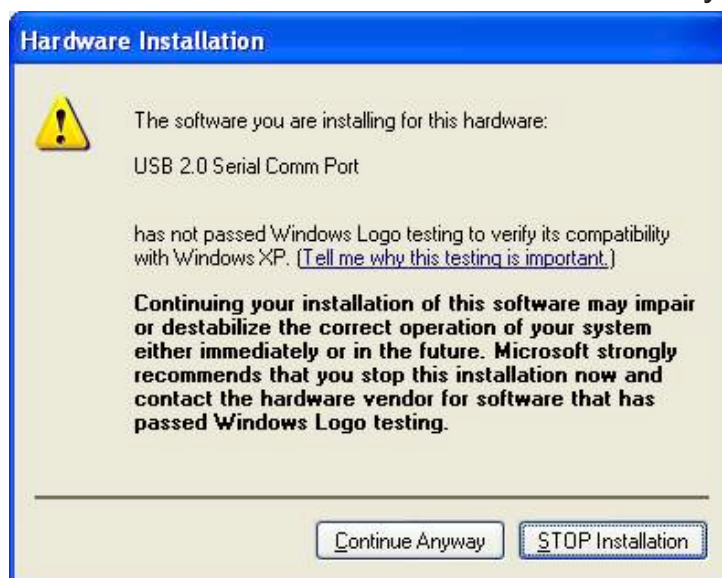 Hardware Installation
The software you are installing for this hardware:
USB 2.0 Serial Comm Port
has not passed Windows Logo testing to verify its compatibility
with Windows XP. (Tell me why this testing is important.)
Continuing your installation of this software may impair
or destabilize the correct operation of your system
either immediately or in the future. Microsoft strongly
recommends that you stop this installation now and
contact the hardware vendor for software that has
passed Windows Logo testing.
Continue Anyway
STOP Installation